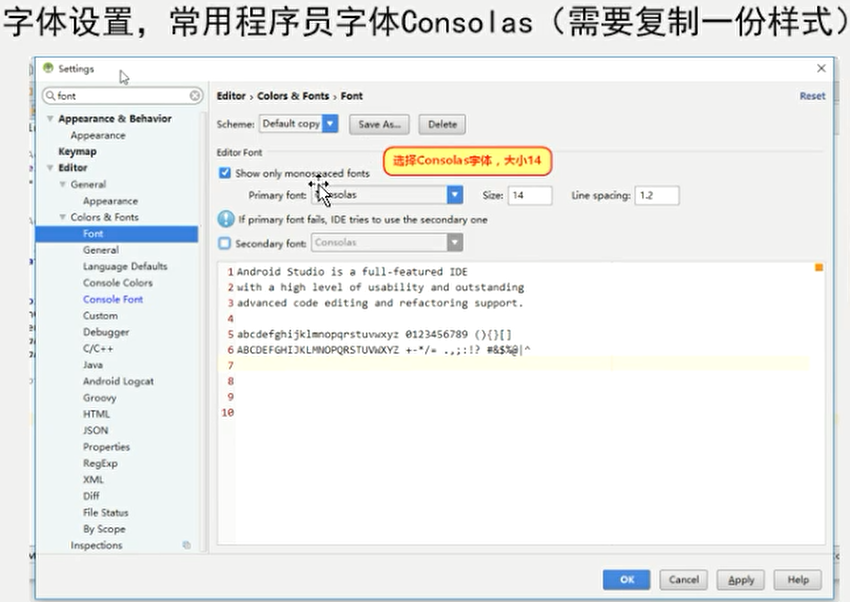 字体设置，常用程序员字体Consolas（需要复制一份样式）
Settings
font
Appearance & Behavior
Appearance
Keymap
Editor
General
Appearance
Colors & Fonts
Font
General
Language Defaults
Console Colors
Console Font
Custom
Debugger
C/C++
Java
Android Logcat
Groovy
HTML
JSON
Properties
RegExp
XML
Diff
File Status
By Scope
Inspections
Editor › Colors & Fonts › Font
Reset
Scheme: Default copy Save As... Delete
Editor Font
选择Consolas字体，大小14
Show only monospaced fonts
Primary font: Consolas Size: 14 Line spacing: 1.2
If primary font fails, IDE tries to use the secondary one
Secondary font: Consolas
1 Android Studio is a full-featured IDE
2 with a high level of usability and outstanding
3 advanced code editing and refactoring support.
4
5 abcdefghijklmnopqrstuvwxyz 0123456789 (){}[]
6 ABCDEFGHIJKLMNOPQRSTUVWXYZ +-*/= .,;:!? #&$%@|^
7
8
9
10
OK Cancel Apply Help